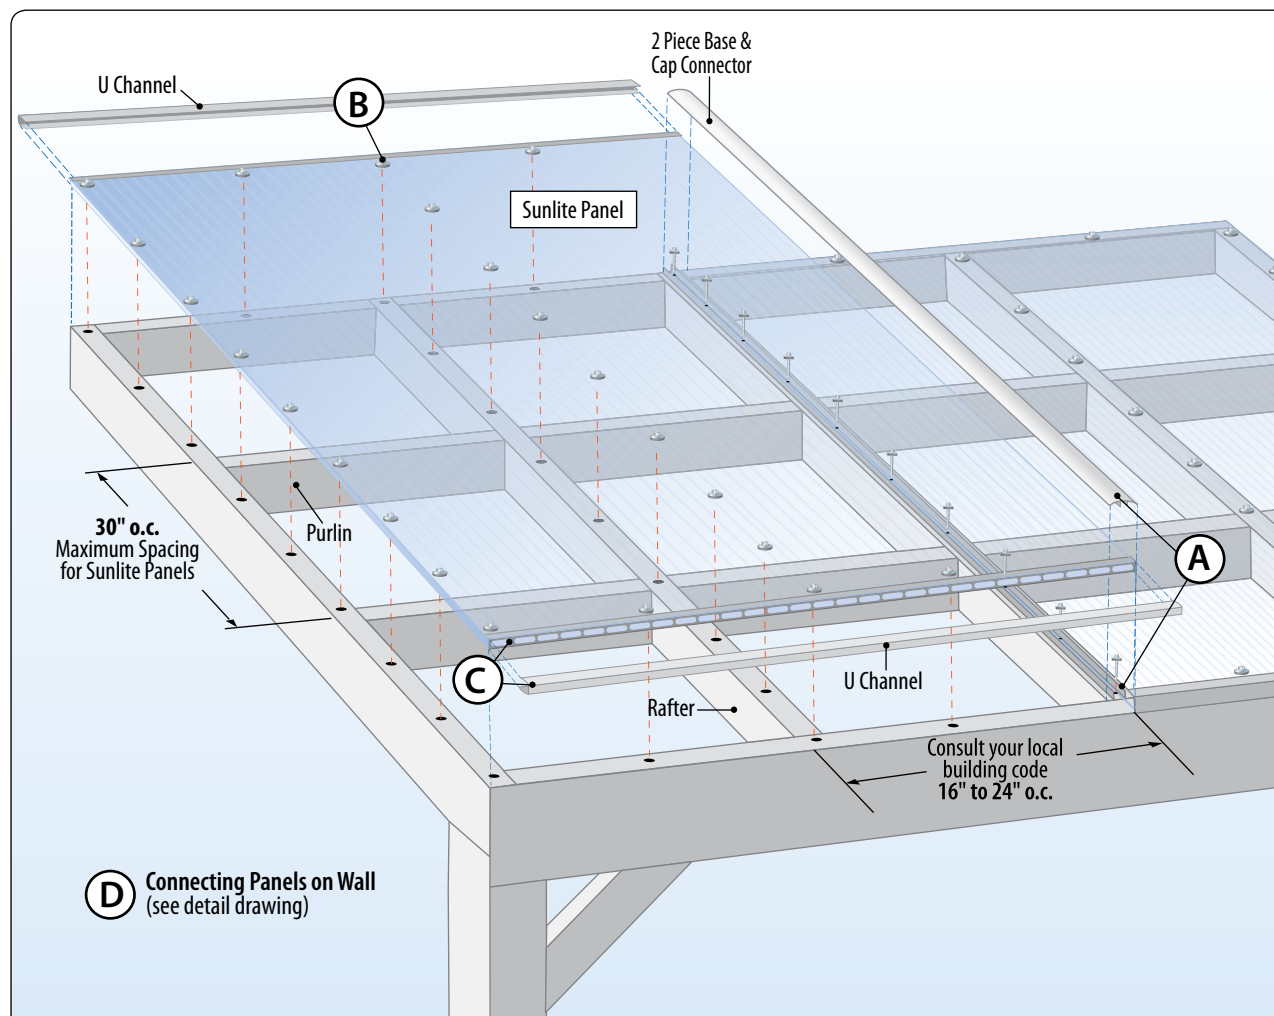 2 Piece Base &
Cap Connector
U Channel
B
Sunlite Panel
30" o.c.
Maximum Spacing
for Sunlite Panels
Purlin
A
C
U Channel
Rafter
Consult your local
building code
16" to 24" o.c.
D
Connecting Panels on Wall
(see detail drawing)